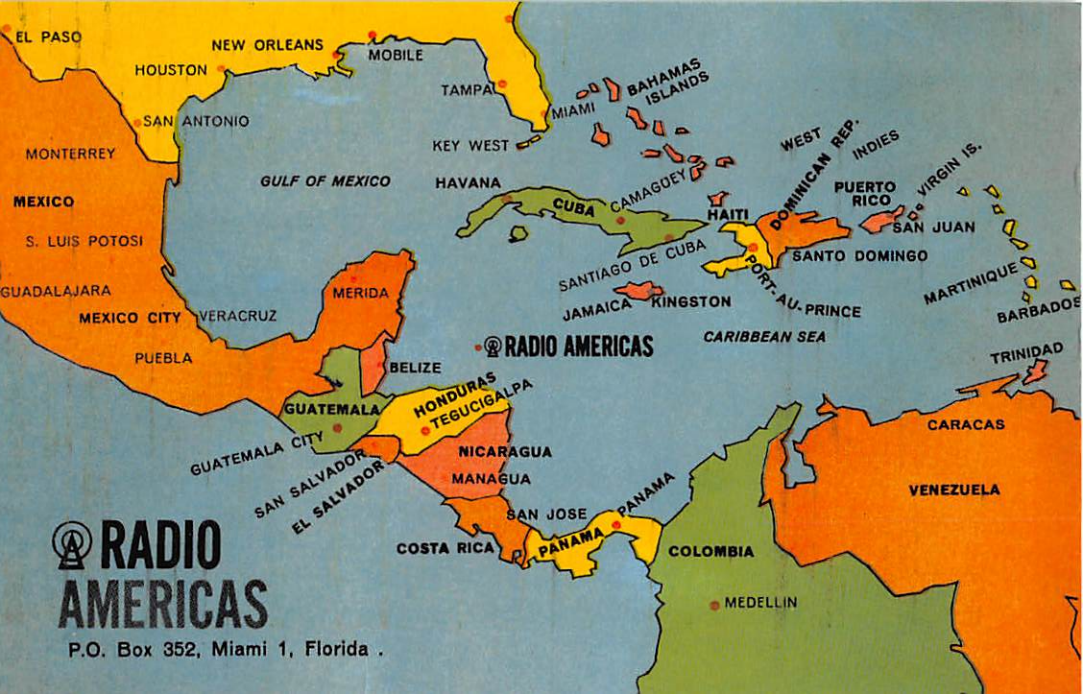 EL PASO
NEW ORLEANS
MOBILE
HOUSTON
TAMPA
BAHAMAS
ISLANDS
MIAMI
SAN ANTONIO
KEY WEST
WEST
INDIES
MONTERREY
GULF OF MEXICO
HAVANA
CAMAGUEY
DOMINICAN REP.
VIRGIN IS.
PUERTO
RICO
MEXICO
CUBA
HAITI
SAN JUAN
S. LUIS POTOSI
SANTIAGO DE CUBA
SANTO DOMINGO
PORT-AU-PRINCE
GUADALAJARA
MERIDA
JAMAICA
KINGSTON
MARTINIQUE
BARBADOS
MEXICO CITY
VERACRUZ
CARIBBEAN SEA
RADIO AMERICAS
PUEBLA
BELIZE
TRINIDAD
HONDURAS
TEGUCIGALPA
GUATEMALA
CARACAS
GUATEMALA CITY
NICARAGUA
SAN SALVADOR
EL SALVADOR
MANAGUA
VENEZUELA
PANAMA
SAN JOSE
COSTA RICA
PANAMA
COLOMBIA
RADIO
AMERICAS
MEDELLIN
P.O. Box 352, Miami 1, Florida .